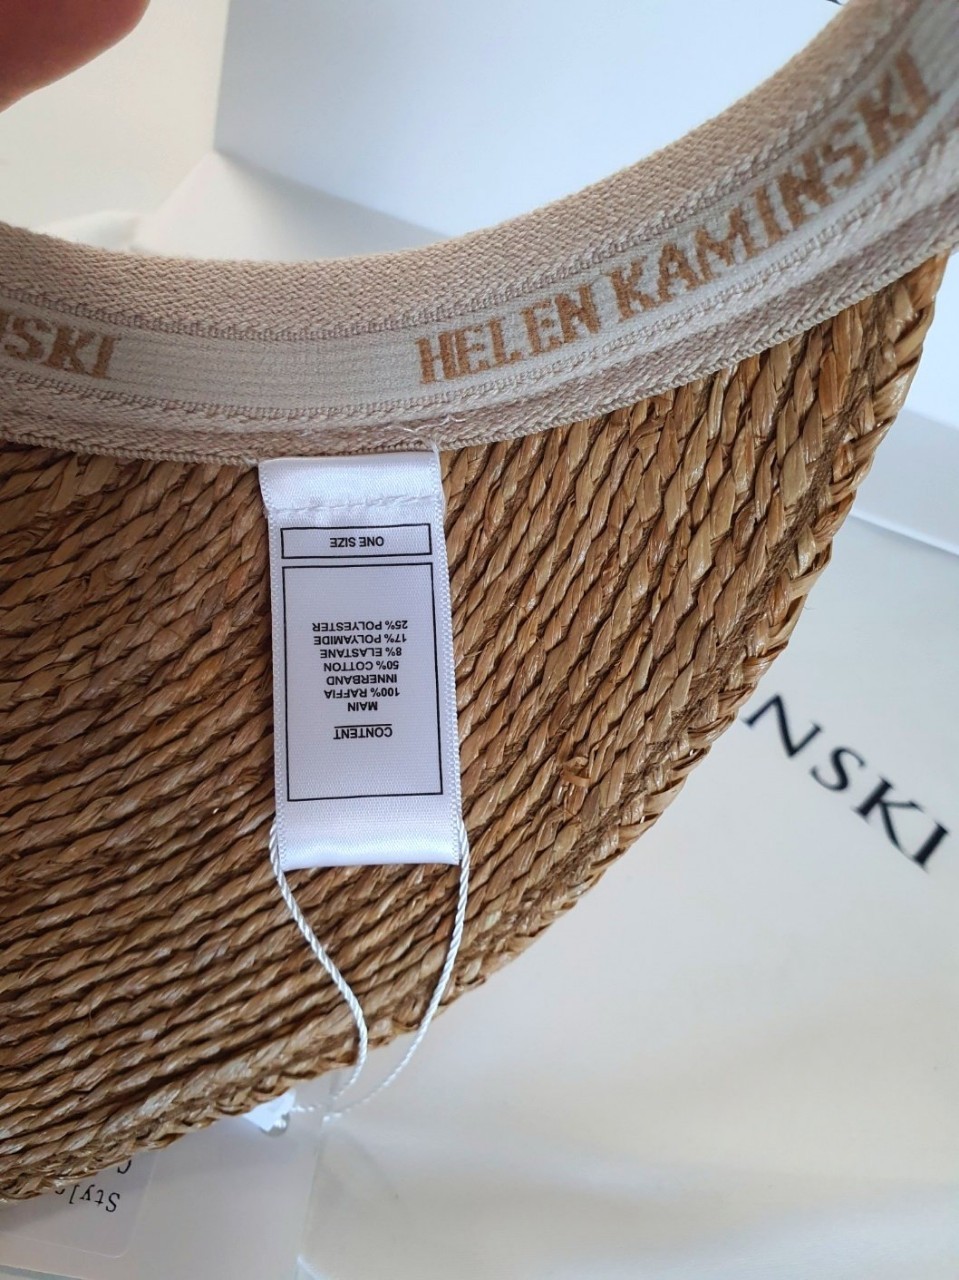 NSKI
HELEN KAMINSKI
ONE SIZE
CONTENT
MAIN
100% RAFFIA
INNERBAND
50% COTTON
8% ELASTANE
17% POLYAMIDE
25% POLYESTER
NSKI